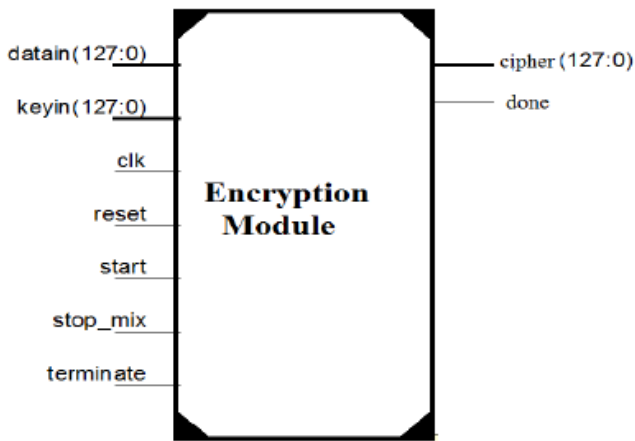 datain(127:0)
keyin(127:0)
clk
reset
start
stop_mix
terminate
Encryption
Module
cipher (127:0)
done